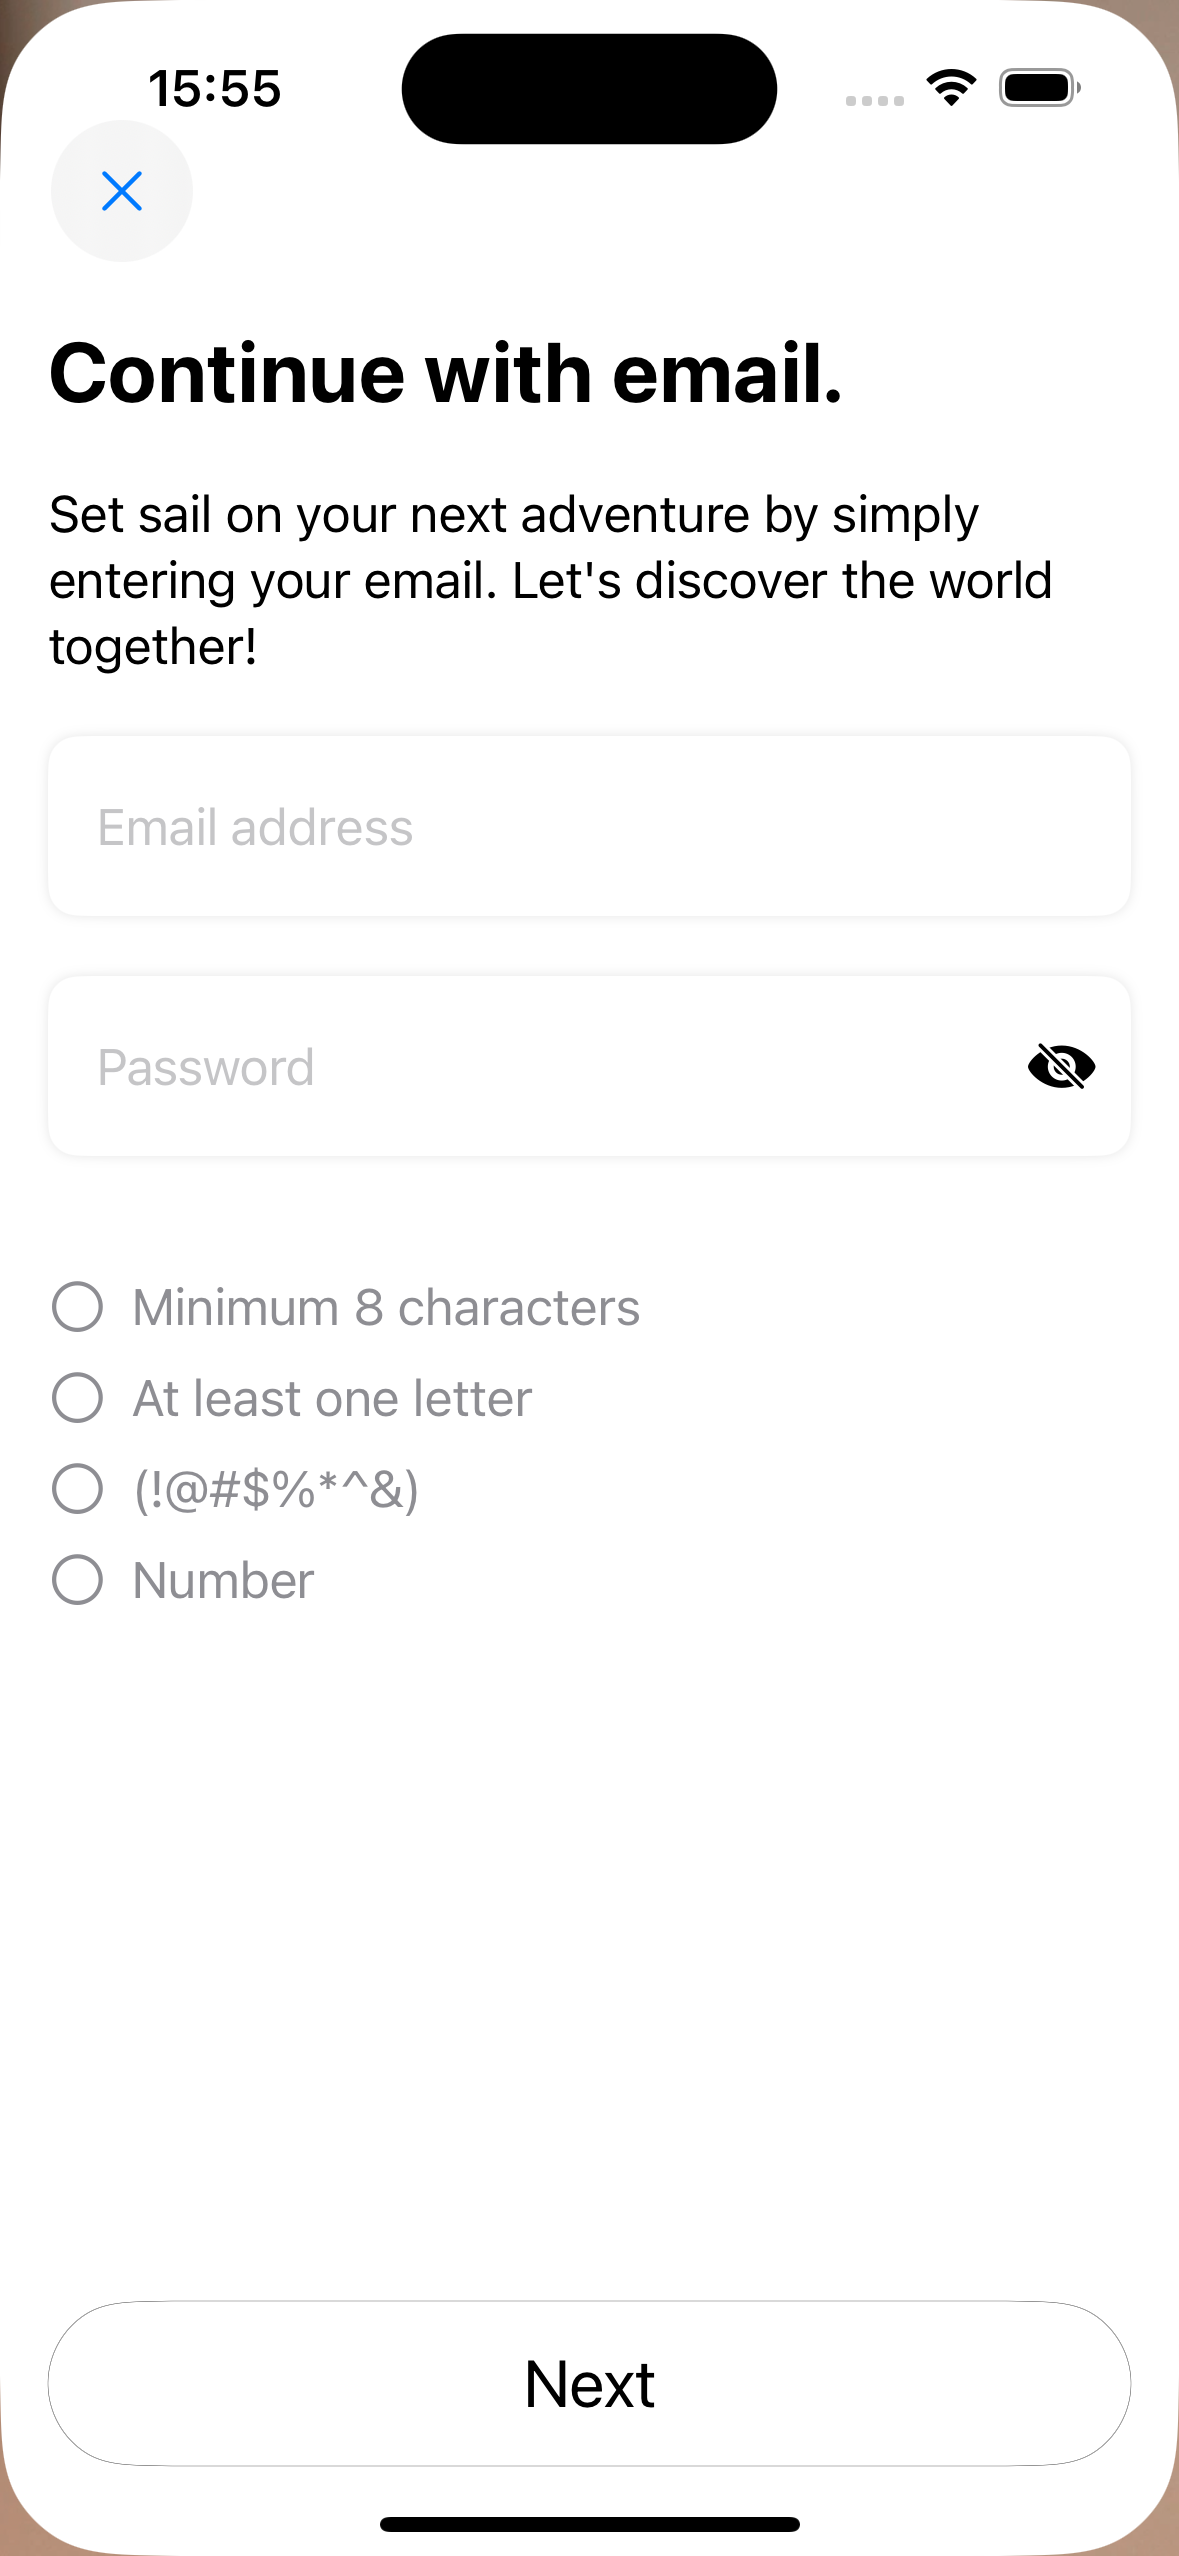 15:55
Continue with email.
Set sail on your next adventure by simply
entering your email. Let's discover the world
together!
Email address
Password
Minimum 8 characters
At least one letter
(!@#$%*^&)
Number
Next